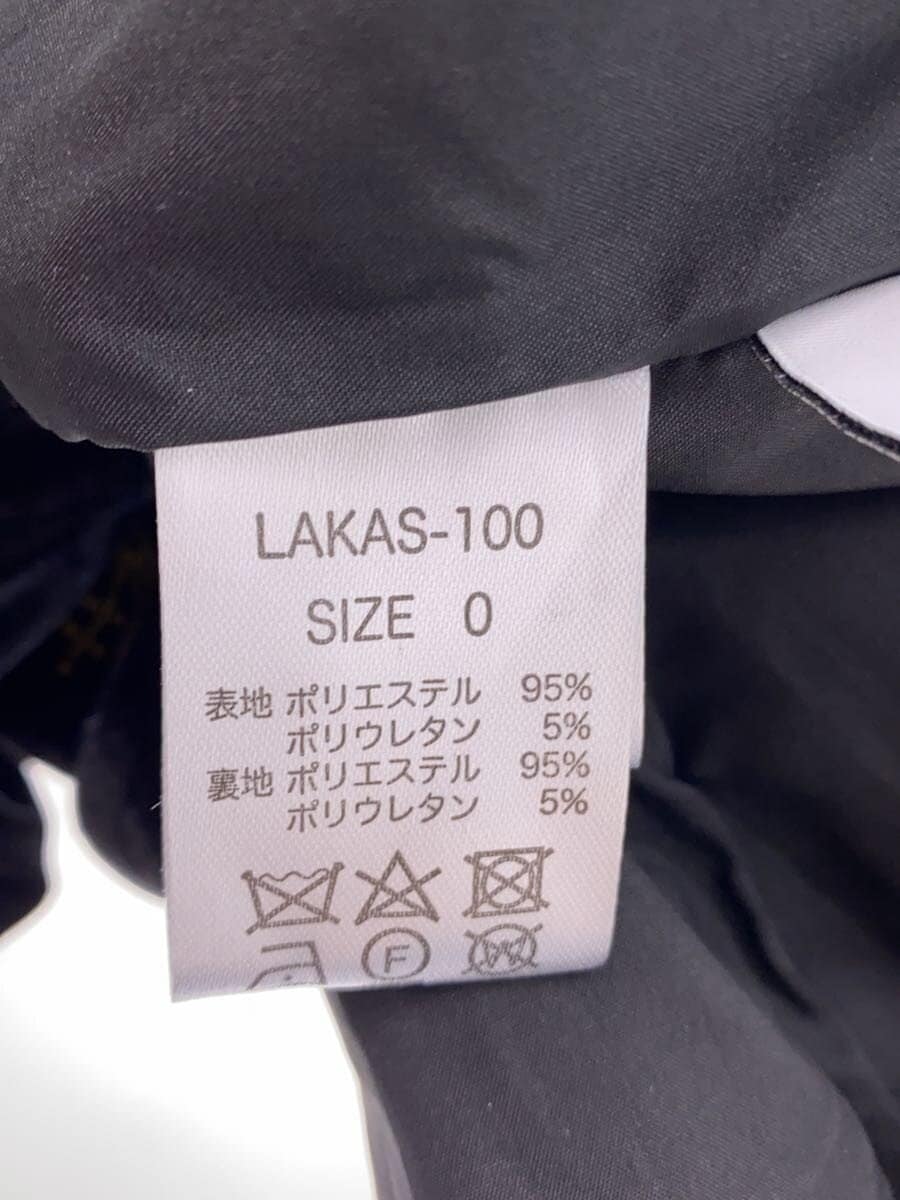 LAKAS-100
SIZE 0
表地 ポリエステル 95%
ポリウレタン 5%
裏地 ポリエステル 95%
ポリウレタン 5%
F W